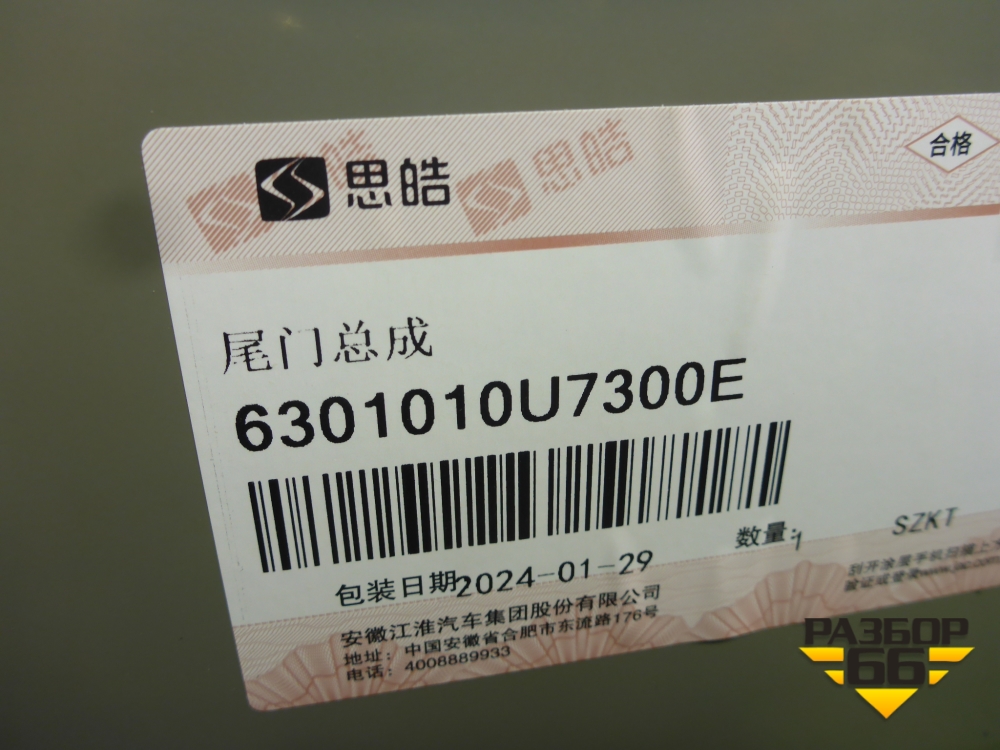 思皓
思皓
合格
尾门总成
6301010U7300E
数量:1
SZKT
包装日期2024-01-29
安徽江淮汽车集团股份有限公司
地址: 中国安徽省合肥市东流路176号
电话: 4008889933
РАЗБОР
66